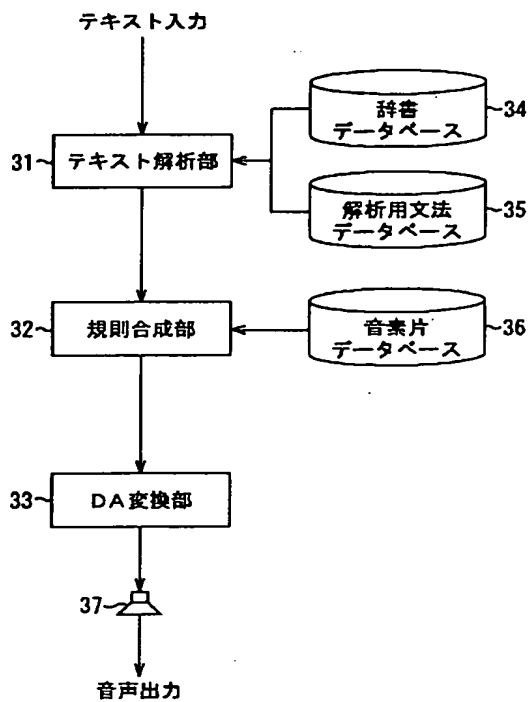 テキスト入力
辞書
データベース
34
31
テキスト解析部
解析用文法
データベース
35
32
規則合成部
音素片
データベース
36
33
DA変換部
37
音声出力